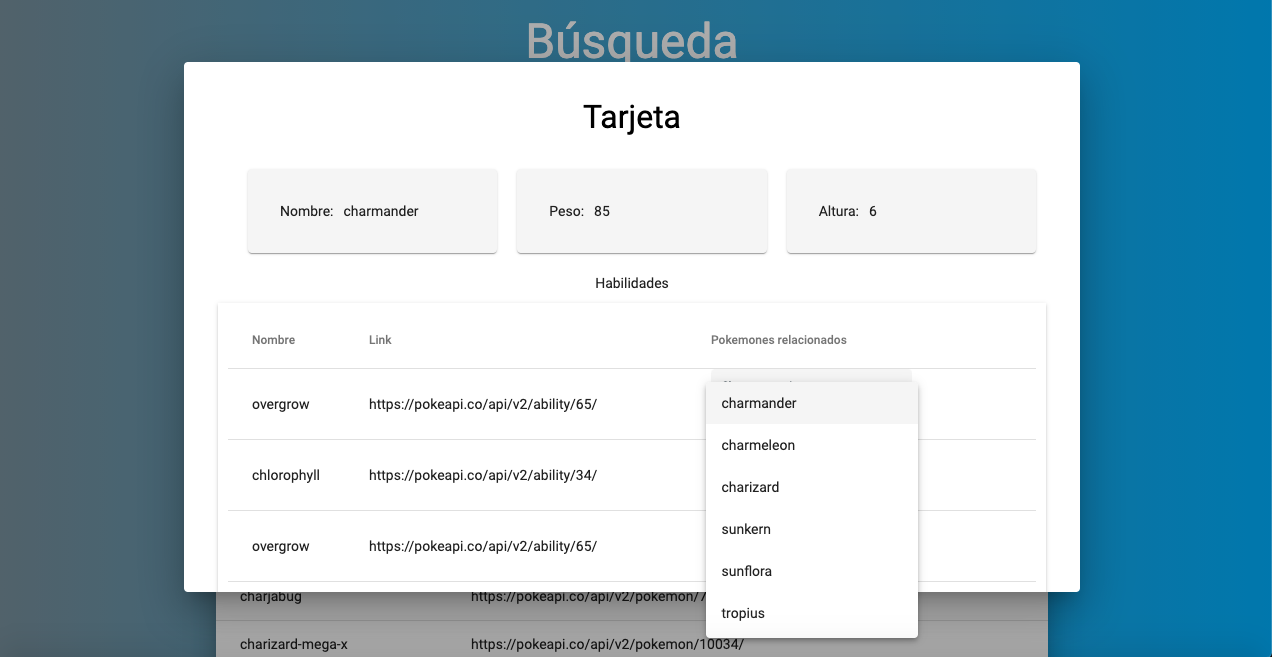 Búsqueda
Tarjeta
Nombre: charmander
Peso: 85
Altura: 6
Habilidades
Nombre Link Pokemones relacionados
overgrow https://pokeapi.co/api/v2/ability/65/
charmander
charmeleon
chlorophyll https://pokeapi.co/api/v2/ability/34/
charizard
sunkern
overgrow https://pokeapi.co/api/v2/ability/65/
sunflora
charjabug https://pokeapi.co/api/v2/pokemon/7
tropius
charizard-mega-x https://pokeapi.co/api/v2/pokemon/10034/